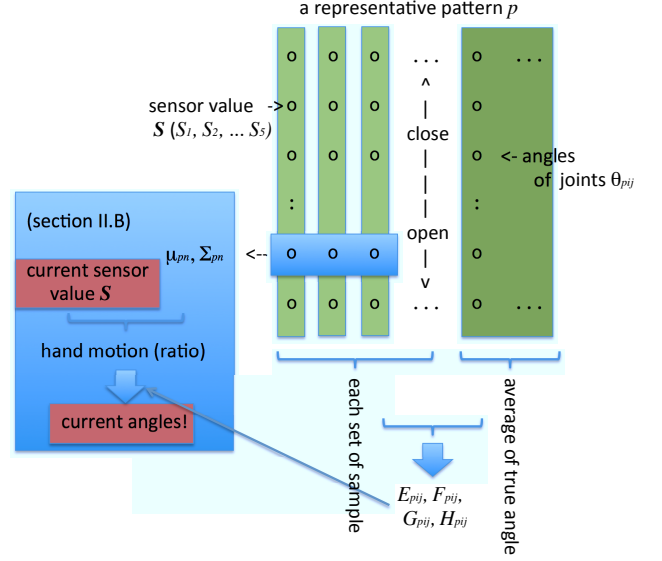 a representative pattern p
o o o ... o ...
^
sensor value -> o o o | o
S (S1, S2, ... S5)
close
o o o | o <- angles
of joints θpij
|
|
: :
(section II.B)
open
μpn, Σpn <-- o o o | o
current sensor
value S
v
o o o ... o ...
hand motion (ratio)
current angles!
each set of sample
average of true angle
Epij, Fpij,
Gpij, Hpij